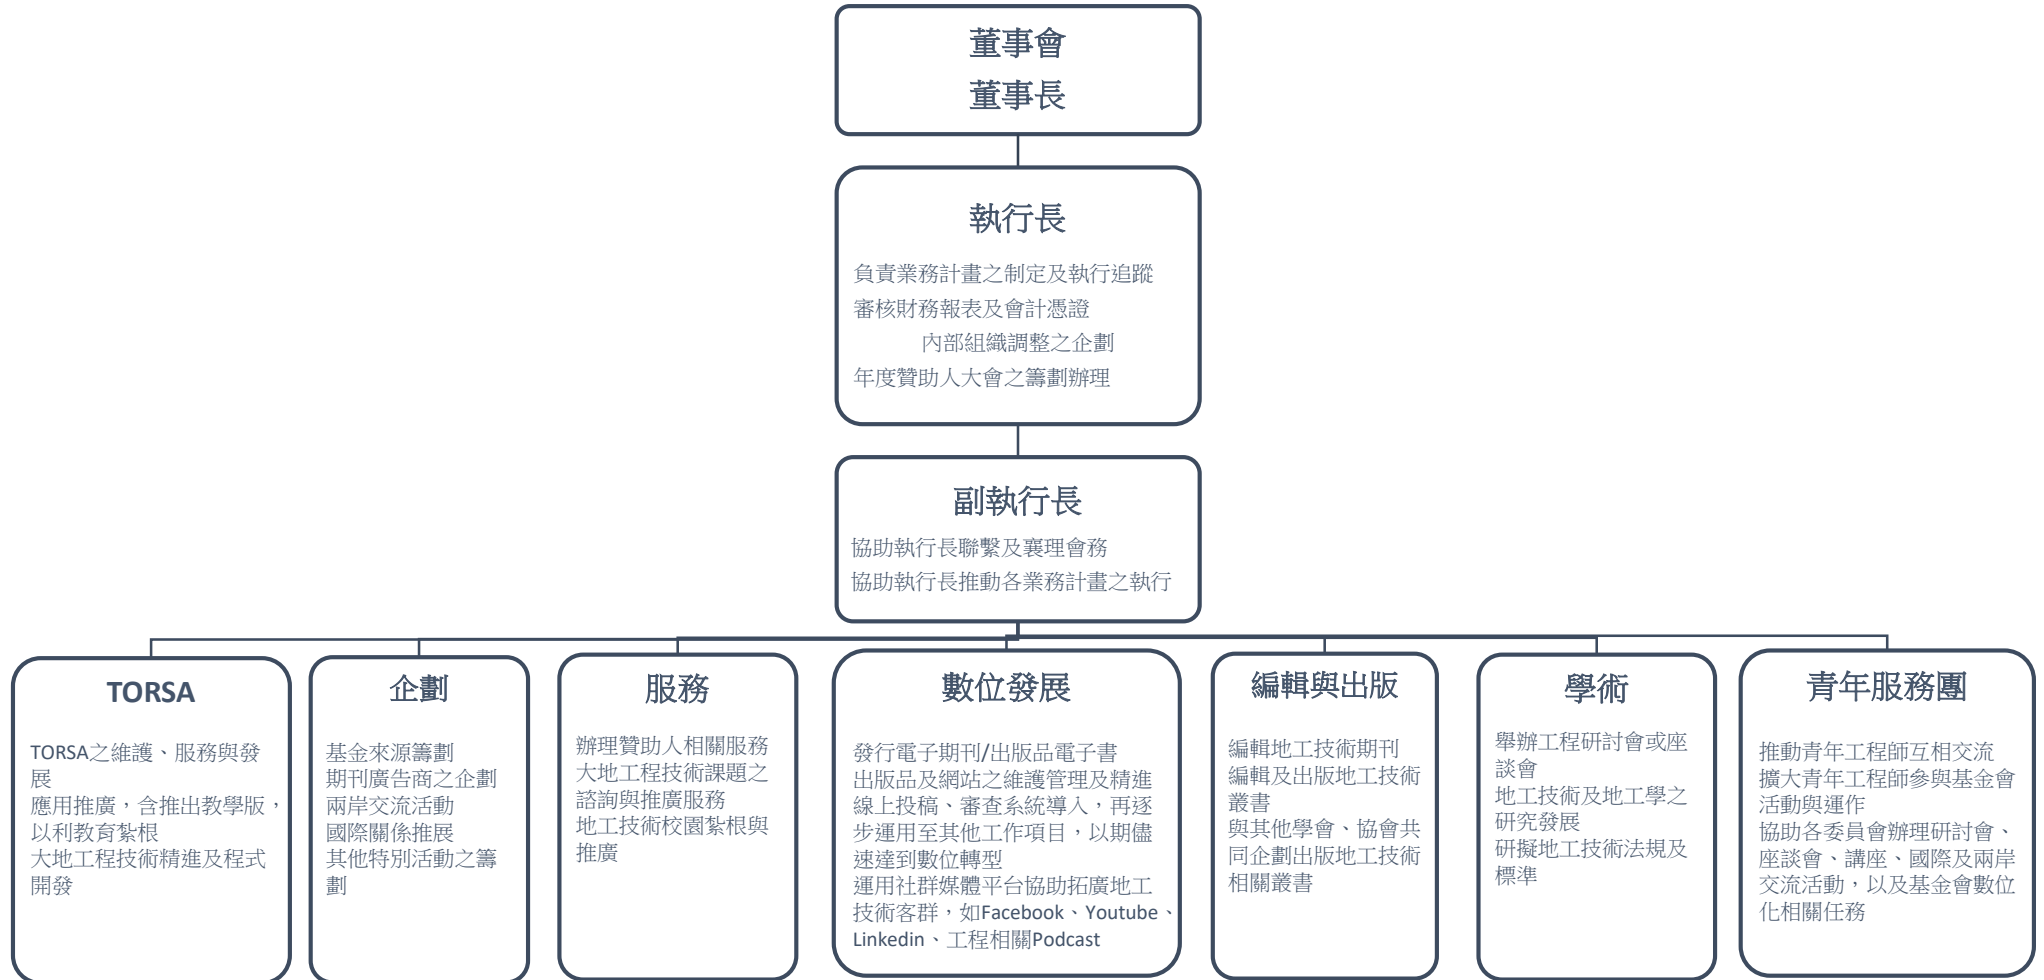 董事會
董事長
執行長
負責業務計畫之制定及執行追蹤
審核財務報表及會計憑證
內部組織調整之企劃
年度贊助人大會之籌劃辦理
副執行長
協助執行長聯繫及襄理會務
協助執行長推動各業務計畫之執行
TORSA
TORSA之維護、服務與發
展
應用推廣，含推出教學版，
以利教育紮根
大地工程技術精進及程式
開發
企劃
基金來源籌劃
期刊廣告商之企劃
兩岸交流活動
國際關係推展
其他特別活動之籌
劃
服務
辦理贊助人相關服務
大地工程技術課題之
諮詢與推廣服務
地工技術校園紮根與
推廣
數位發展
發行電子期刊/出版品電子書
出版品及網站之維護管理及精進
線上投稿、審查系統導入，再逐
步運用至其他工作項目，以期儘
速達到數位轉型
運用社群媒體平台協助拓廣地工
技術客群，如Facebook、Youtube、
Linkedin、工程相關Podcast
編輯與出版
編輯地工技術期刊
編輯及出版地工技術
叢書
與其他學會、協會共
同企劃出版地工技術
相關叢書
學術
舉辦工程研討會或座
談會
地工技術及地工學之
研究發展
研擬地工技術法規及
標準
青年服務團
推動青年工程師互相交流
擴大青年工程師參與基金會
活動與運作
協助各委員會辦理研討會、
座談會、講座、國際及兩岸
交流活動，以及基金會數位
化相關任務